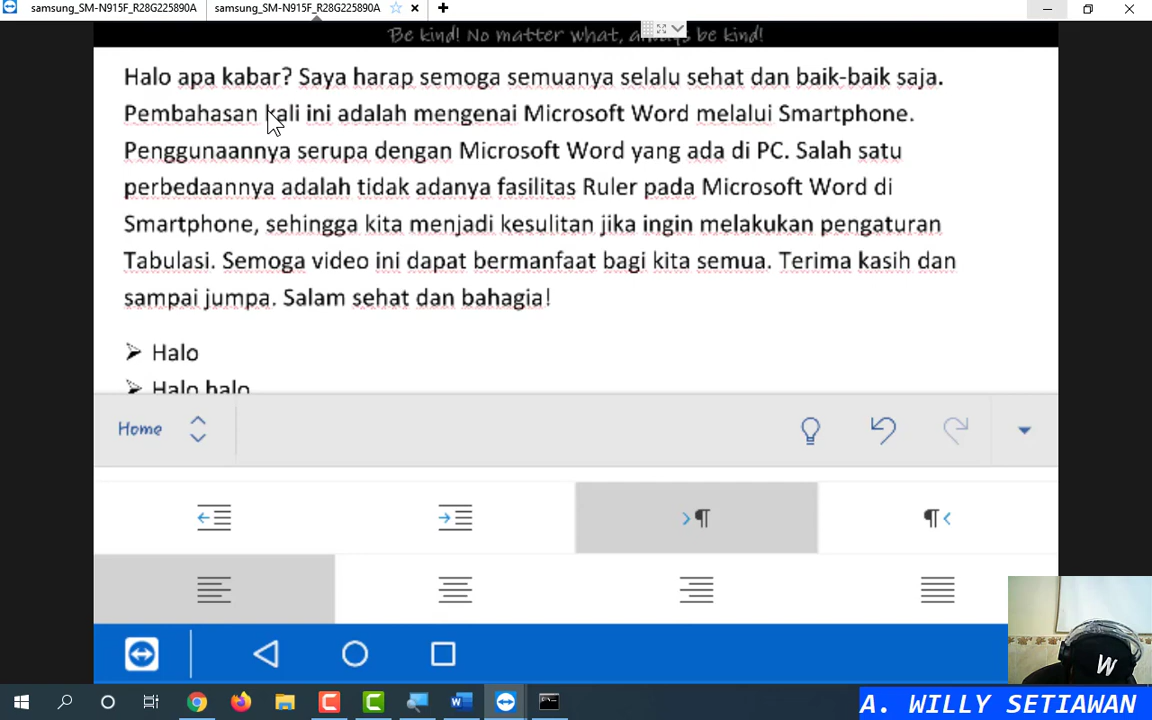 samsung_SM-N915F_R28G225890A samsung_SM-N915F_R28G225890A
Be kind! No matter what, always be kind!
Halo apa kabar? Saya harap semoga semuanya selalu sehat dan baik-baik saja.
Pembahasan kali ini adalah mengenai Microsoft Word melalui Smartphone.
Penggunaannya serupa dengan Microsoft Word yang ada di PC. Salah satu
perbedaannya adalah tidak adanya fasilitas Ruler pada Microsoft Word di
Smartphone, sehingga kita menjadi kesulitan jika ingin melakukan pengaturan
Tabulasi. Semoga video ini dapat bermanfaat bagi kita semua. Terima kasih dan
sampai jumpa. Salam sehat dan bahagia!
➢ Halo
➢ Halo halo
Home
W
A. WILLY SETIAWAN